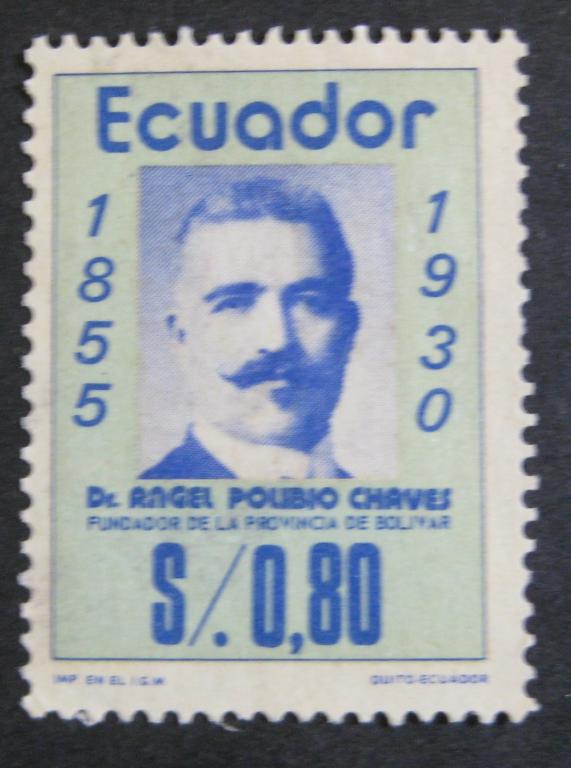 Ecuador
1855
1930
Dr. ANGEL POLIBIO CHAVES
FUNDADOR DE LA PROVINCIA DE BOLIVAR
S/. 0,80
IMP. EN EL I.G.M. QUITO-ECUADOR